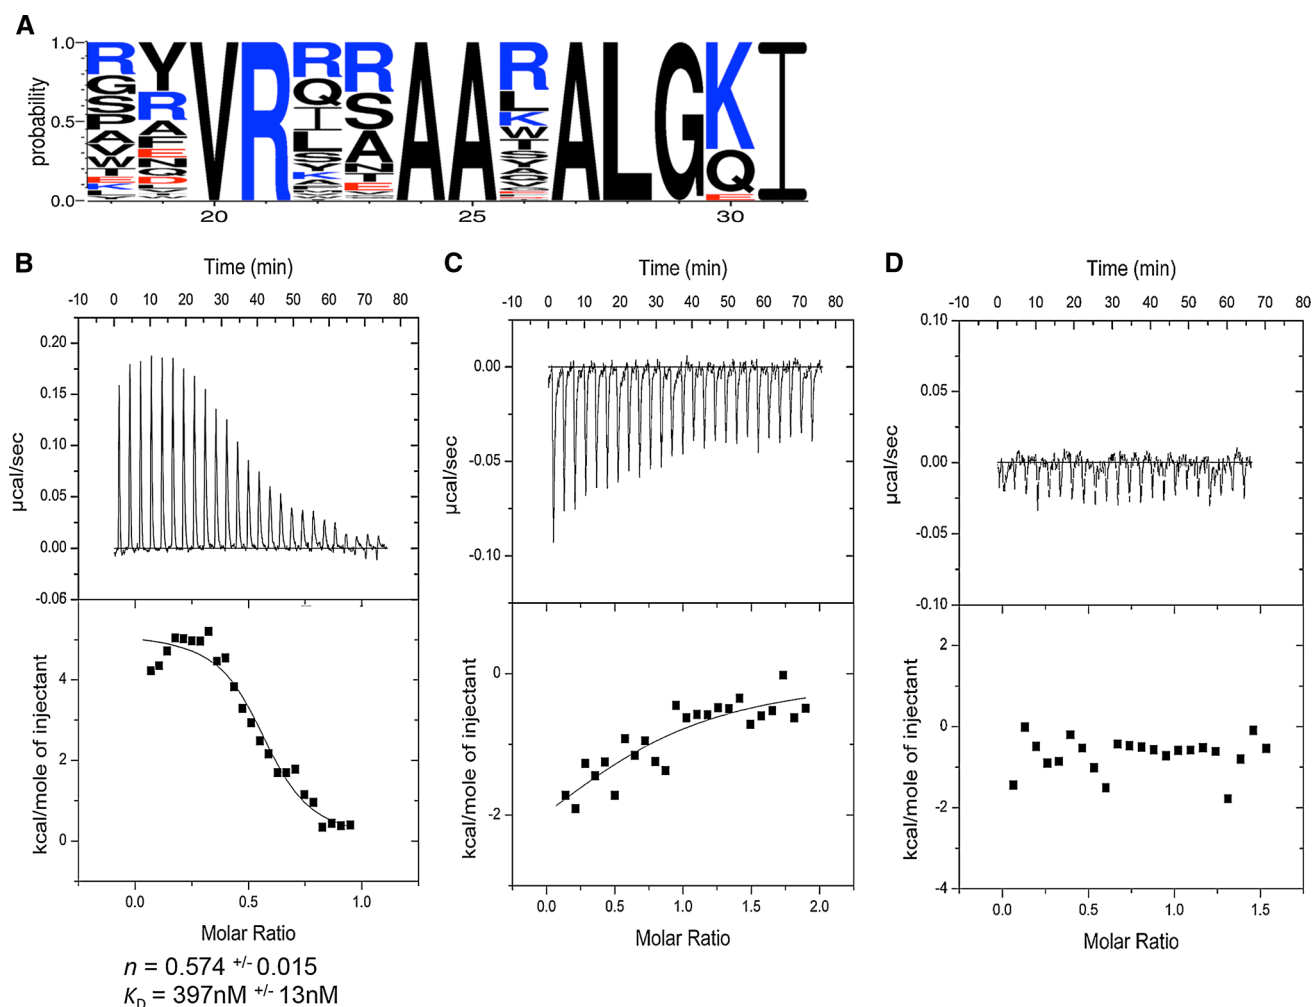 A
probability
1.0
0.5
0.0
R Y V R R R A A R A L G K I
G R Q S L Q
S A I A K E
20
25
30
B
Time (min)
-10 0 10 20 30 40 50 60 70 80
µcal/sec
0.20
0.15
0.10
0.05
0.00
-0.06
kcal/mole of injectant
4
2
0
0.0 0.5 1.0
Molar Ratio
n = 0.574 +/- 0.015
KD = 397nM +/- 13nM
C
Time (min)
-10 0 10 20 30 40 50 60 70 80
µcal/sec
0.00
-0.05
-0.10
kcal/mole of injectant
0
-2
0.0 0.5 1.0 1.5 2.0
Molar Ratio
D
Time (min)
-10 0 10 20 30 40 50 60 70 80
µcal/sec
0.10
0.05
0.00
-0.05
-0.10
kcal/mole of injectant
2
0
-2
-4
0.0 0.5 1.0 1.5
Molar Ratio